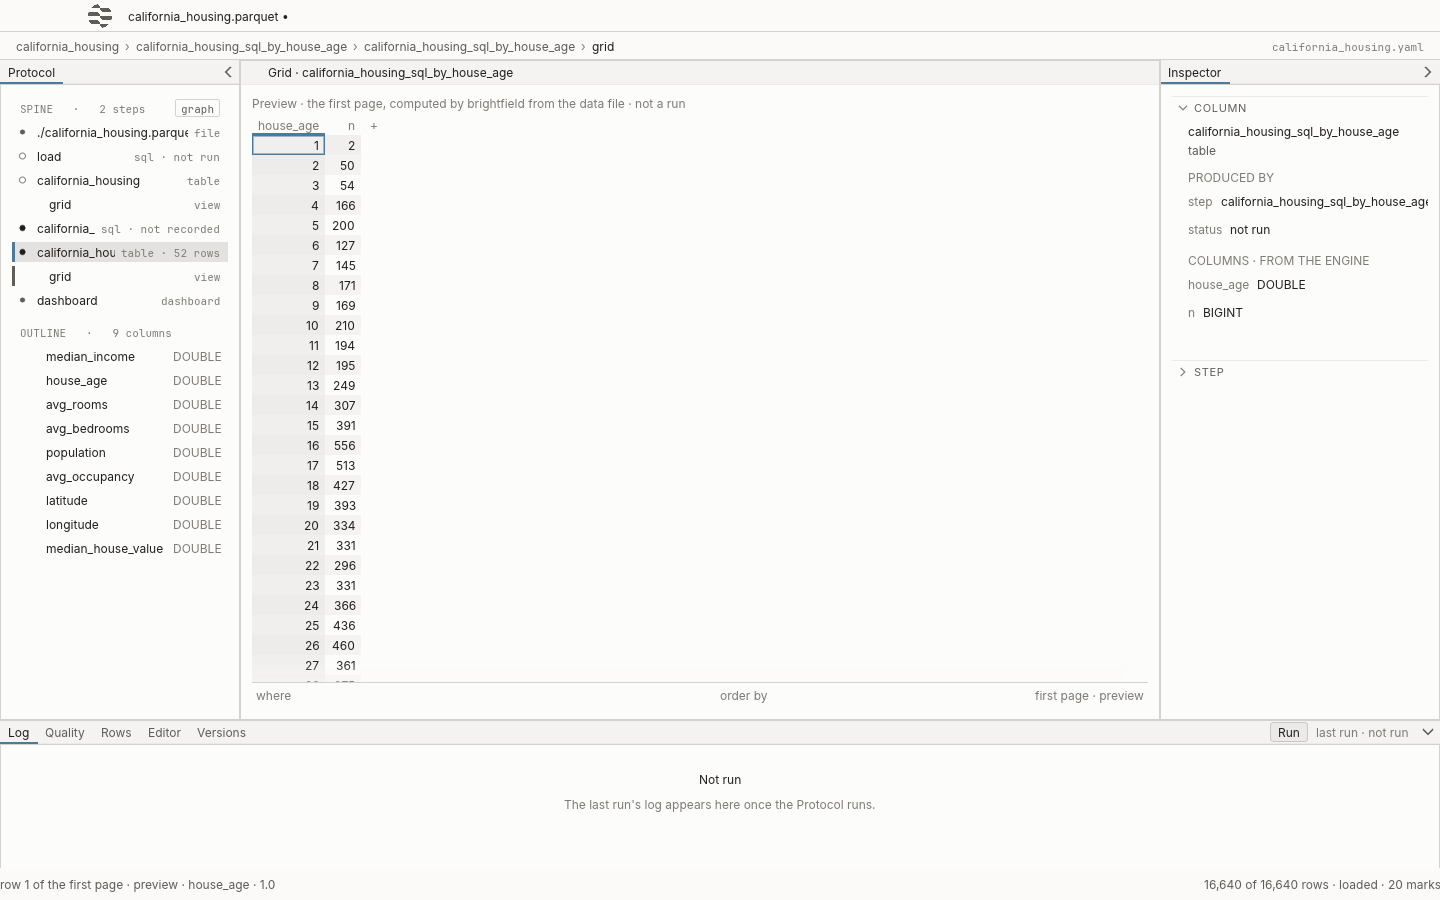 california_housing.parquet •
california_housing › california_housing_sql_by_house_age › california_housing_sql_by_house_age › grid
california_housing.yaml
Protocol
SPINE · 2 steps graph
./california_housing.parque file
load sql · not run
california_housing table
grid view
california_ sql · not recorded
california_hou table · 52 rows
grid view
dashboard dashboard
OUTLINE · 9 columns
median_income DOUBLE
house_age DOUBLE
avg_rooms DOUBLE
avg_bedrooms DOUBLE
population DOUBLE
avg_occupancy DOUBLE
latitude DOUBLE
longitude DOUBLE
median_house_value DOUBLE
Grid · california_housing_sql_by_house_age
Preview · the first page, computed by brightfield from the data file · not a run
house_age n +
1 2
2 50
3 54
4 166
5 200
6 127
7 145
8 171
9 169
10 210
11 194
12 195
13 249
14 307
15 391
16 556
17 513
18 427
19 393
20 334
21 331
22 296
23 331
24 366
25 436
26 460
27 361
where order by first page · preview
Inspector
COLUMN
california_housing_sql_by_house_age
table
PRODUCED BY
step california_housing_sql_by_house_age
status not run
COLUMNS · FROM THE ENGINE
house_age DOUBLE
n BIGINT
STEP
Log Quality Rows Editor Versions
Run last run · not run
Not run
The last run's log appears here once the Protocol runs.
row 1 of the first page · preview · house_age · 1.0
16,640 of 16,640 rows · loaded · 20 marks